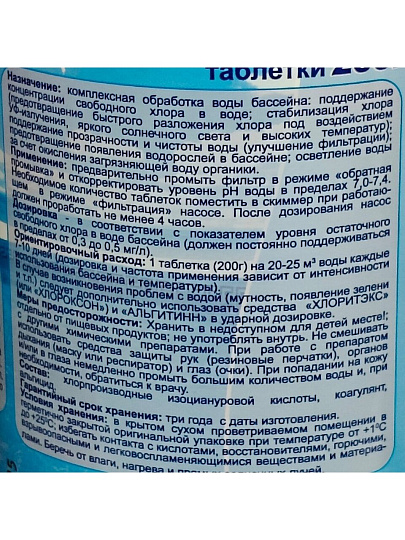 таблетки 200
Назначение: комплексная обработка воды бассейна: поддержание
концентрации свободного хлора в воде; стабилизация хлора
(предотвращение быстрого разложения хлора под воздействием
УФ-излучения, яркого солнечного света и высоких температур);
поддержание прозрачности и чистоты воды (улучшение фильтрации);
предотвращение появления водорослей в бассейне; осветление воды
за счет окисления загрязняющей воду органики.
Применение: предварительно промыть фильтр в режиме «обратная
промывка» и откорректировать уровень рН воды в пределах 7,0-7,4.
Необходимое количество таблеток поместить в скиммер при работаю-
щем в режиме «фильтрация» насосе. После дозирования насос
должен проработать не менее 4 часов.
Дозировка - в соответствии с показателем уровня остаточного
свободного хлора в воде бассейна (должен постоянно поддерживаться
в пределах от 0,3 до 0,5 мг/л).
Ориентировочный расход: 1 таблетка (200г) на 20-25 м³ воды каждые
7-10 дней (дозировка и частота применения зависит от интенсивности
использования бассейна и температуры).
В случае возникновения проблем с водой (мутность, появление зелени
и т.п.) следует дополнительно использовать средства «ХЛОРИТЭКС»
(или «ХЛОРОКСОН») и «АЛЬГИТИНН» в ударной дозировке.
Меры предосторожности: Хранить в недоступном для детей месте!;
отдельно от пищевых продуктов; не употреблять внутрь. Не смешивать
с другими химическими препаратами. При работе с препаратом
использовать средства защиты рук (резиновые перчатки), органов
дыхания (маску или респиратор) и глаз (очки). При попадании на кожу
или в глаза немедленно промыть большим количеством воды и, при
необходимости, обратиться к врачу.
Состав: хлорпроизводные изоциануровой кислоты, коагулянт,
альгицид.
Гарантийный срок хранения: три года с даты изготовления.
Условия хранения: в крытом сухом проветриваемом помещении в
герметично закрытой оригинальной упаковке при температуре от +1°С
до +25°С; избегать контакта с кислотами, восстановителями, горючими,
взрывоопасными и легковоспламеняющимися веществами и материа-
лами. Беречь от влаги, нагрева и прямых солнечных лучей.